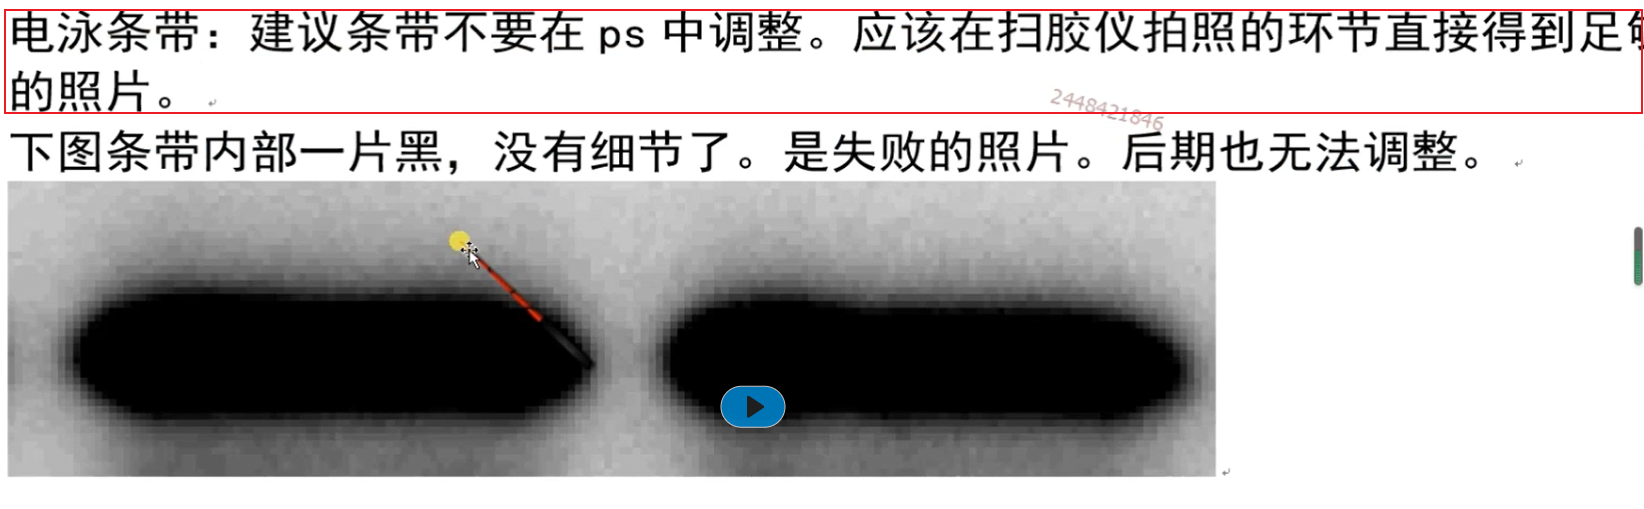 电泳条带：建议条带不要在 ps 中调整。应该在扫胶仪拍照的环节直接得到足
的照片。
2448421846
下图条带内部一片黑，没有细节了。是失败的照片。后期也无法调整。